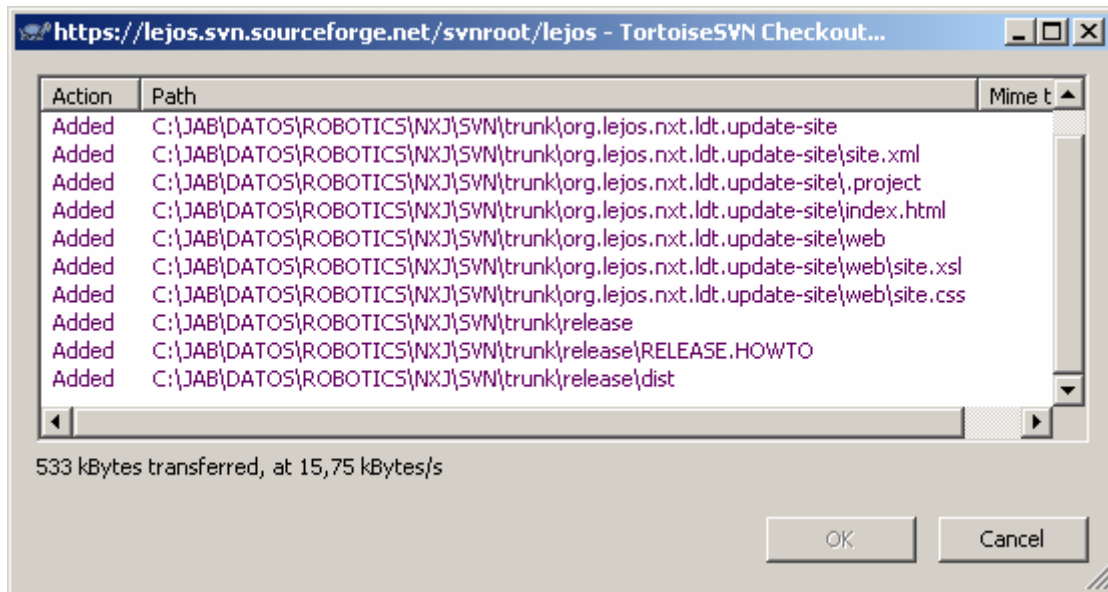 https://lejos.svn.sourceforge.net/svnroot/lejos - TortoiseSVN Checkout...
Action Path Mime t
Added C:\JAB\DATOS\ROBOTICS\NXJ\SVN\trunk\org.lejos.nxt.ldt.update-site
Added C:\JAB\DATOS\ROBOTICS\NXJ\SVN\trunk\org.lejos.nxt.ldt.update-site\site.xml
Added C:\JAB\DATOS\ROBOTICS\NXJ\SVN\trunk\org.lejos.nxt.ldt.update-site\.project
Added C:\JAB\DATOS\ROBOTICS\NXJ\SVN\trunk\org.lejos.nxt.ldt.update-site\index.html
Added C:\JAB\DATOS\ROBOTICS\NXJ\SVN\trunk\org.lejos.nxt.ldt.update-site\web
Added C:\JAB\DATOS\ROBOTICS\NXJ\SVN\trunk\org.lejos.nxt.ldt.update-site\web\site.xsl
Added C:\JAB\DATOS\ROBOTICS\NXJ\SVN\trunk\org.lejos.nxt.ldt.update-site\web\site.css
Added C:\JAB\DATOS\ROBOTICS\NXJ\SVN\trunk\release
Added C:\JAB\DATOS\ROBOTICS\NXJ\SVN\trunk\release\RELEASE.HOWTO
Added C:\JAB\DATOS\ROBOTICS\NXJ\SVN\trunk\release\dist
533 kBytes transferred, at 15,75 kBytes/s
OK Cancel